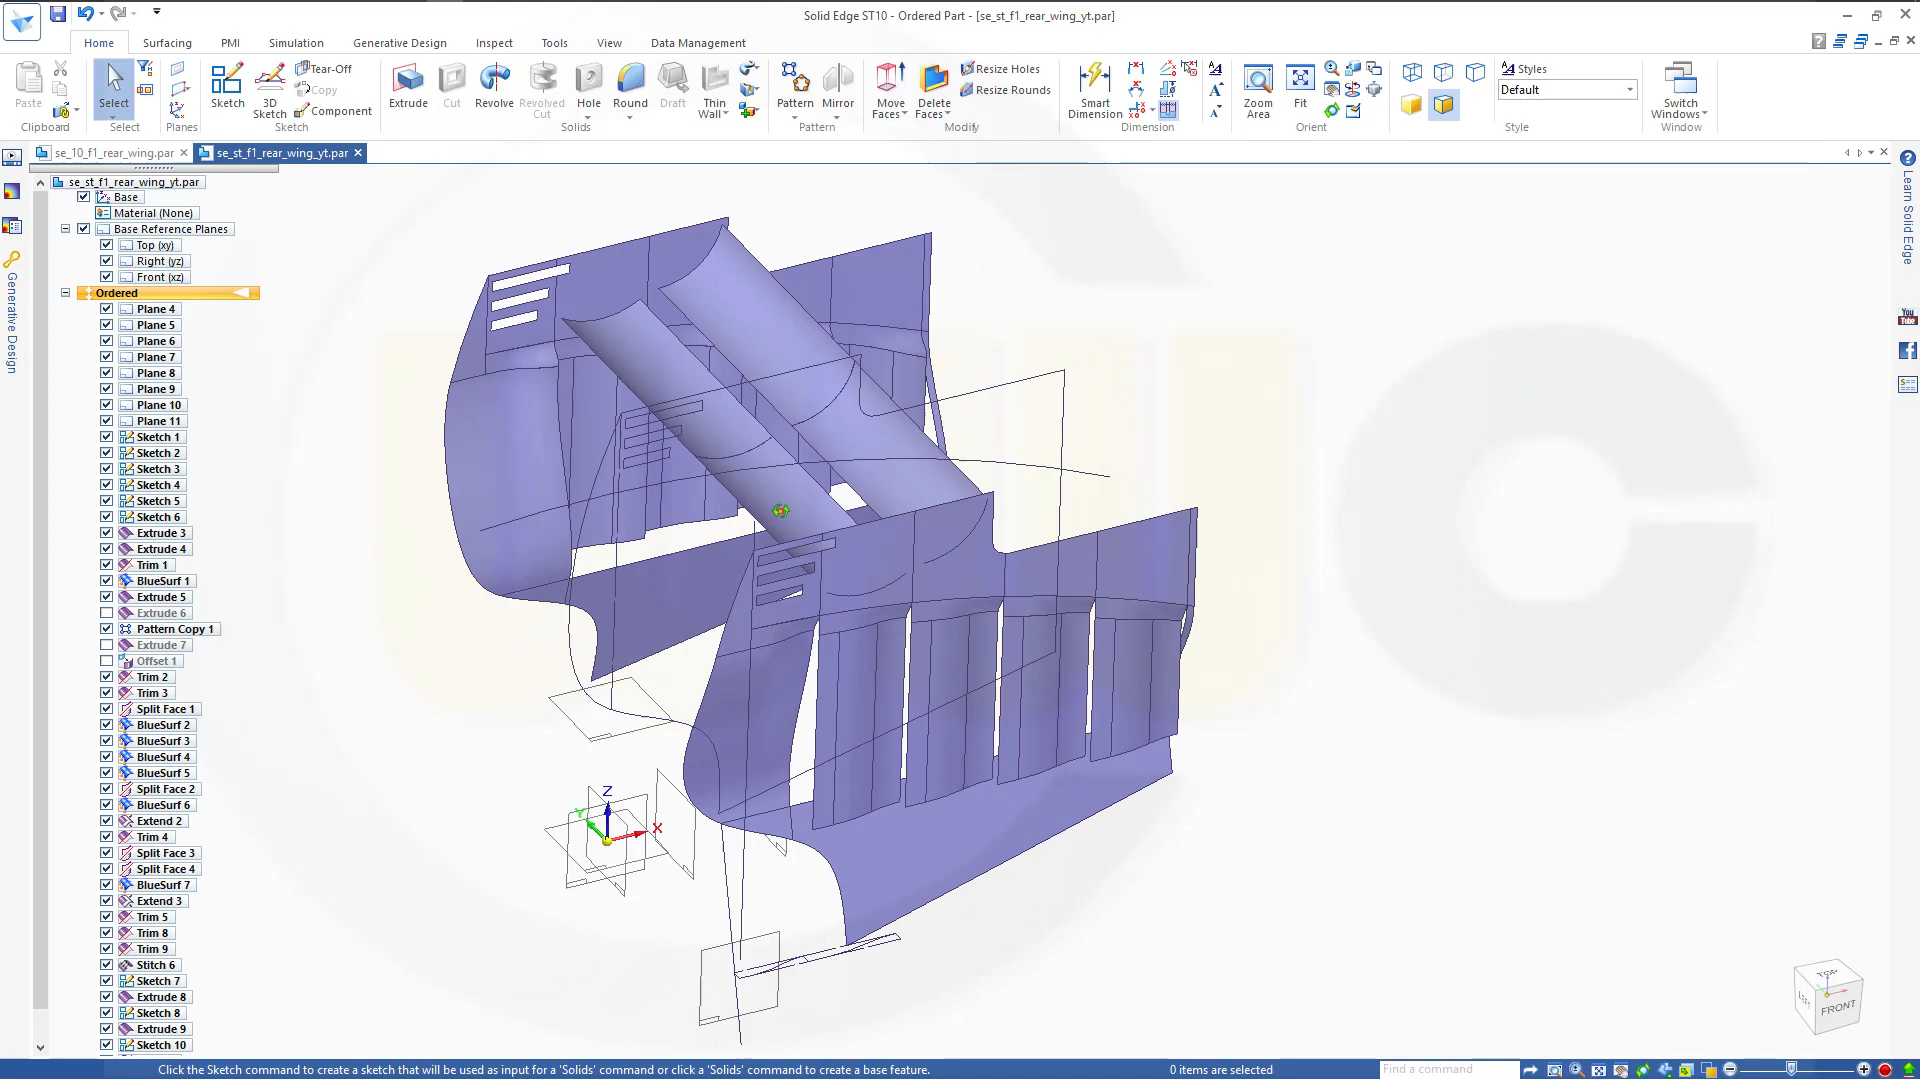 Solid Edge ST10 - Ordered Part - [se_st_f1_rear_wing_yt.par]
Home Surfacing PMI Simulation Generative Design Inspect Tools View Data Management
Paste
Clipboard
Select
Select
Planes
Sketch
3D Sketch
Tear-Off
Copy
Component
Sketch
Extrude
Cut
Revolve
Revolved Cut
Hole
Round
Draft
Thin Wall
Solids
Pattern
Mirror
Pattern
Move Faces
Delete Faces
Resize Holes
Resize Rounds
Modify
Smart Dimension
Dimension
Zoom Area
Fit
Orient
Styles
Default
Style
Switch Windows
Window
se_10_f1_rear_wing.par
se_st_f1_rear_wing_yt.par
se_st_f1_rear_wing_yt.par
Base
Material (None)
Base Reference Planes
Top (xy)
Right (yz)
Front (xz)
Ordered
Plane 4
Plane 5
Plane 6
Plane 7
Plane 8
Plane 9
Plane 10
Plane 11
Sketch 1
Sketch 2
Sketch 3
Sketch 4
Sketch 5
Sketch 6
Extrude 3
Extrude 4
Trim 1
BlueSurf 1
Extrude 5
Extrude 6
Pattern Copy 1
Extrude 7
Offset 1
Trim 2
Trim 3
Split Face 1
BlueSurf 2
BlueSurf 3
BlueSurf 4
BlueSurf 5
Split Face 2
BlueSurf 6
Extend 2
Trim 4
Split Face 3
Split Face 4
BlueSurf 7
Extend 3
Trim 5
Trim 8
Trim 9
Stitch 6
Sketch 7
Extrude 8
Sketch 8
Extrude 9
Sketch 10
Generative Design
Learn Solid Edge
You Tube
Z
Y
X
TOP
LEFT
FRONT
Click the Sketch command to create a sketch that will be used as input for a 'Solids' command or click a 'Solids' command to create a base feature.
0 items are selected
Find a command